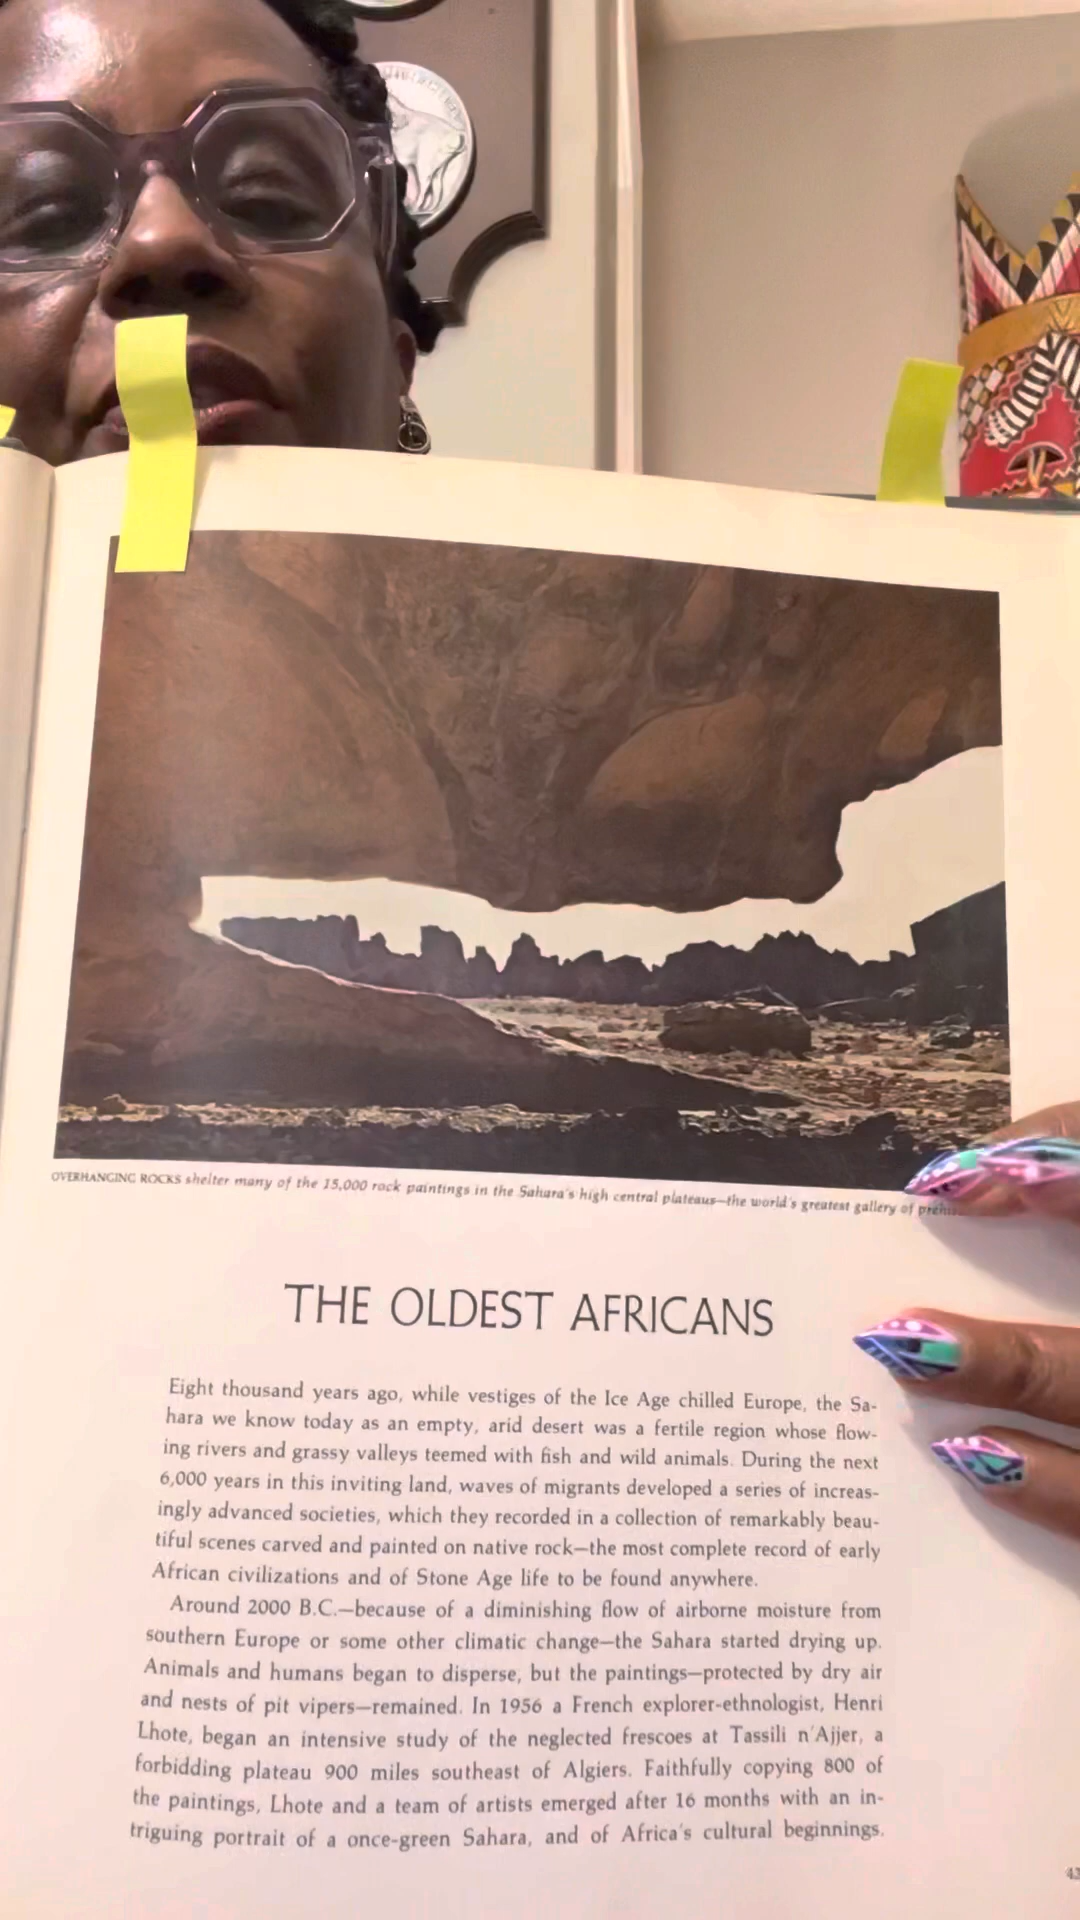 OVERHANGING ROCKS shelter many of the 15,000 rock paintings in the Sahara's high central plateaus—the world's greatest gallery of
THE OLDEST AFRICANS
Eight thousand years ago, while vestiges of the Ice Age chilled Europe, the Sa-
hara we know today as an empty, arid desert was a fertile region whose flow-
ing rivers and grassy valleys teemed with fish and wild animals. During the next
6,000 years in this inviting land, waves of migrants developed a series of increas-
ingly advanced societies, which they recorded in a collection of remarkably beau-
tiful scenes carved and painted on native rock—the most complete record of early
African civilizations and of Stone Age life to be found anywhere.
Around 2000 B.C.—because of a diminishing flow of airborne moisture from
southern Europe or some other climatic change—the Sahara started drying up.
Animals and humans began to disperse, but the paintings—protected by dry air
and nests of pit vipers—remained. In 1956 a French explorer-ethnologist, Henri
Lhote, began an intensive study of the neglected frescoes at Tassili n'Ajjer, a
forbidding plateau 900 miles southeast of Algiers. Faithfully copying 800 of
the paintings, Lhote and a team of artists emerged after 16 months with an in-
triguing portrait of a once-green Sahara, and of Africa's cultural beginnings.